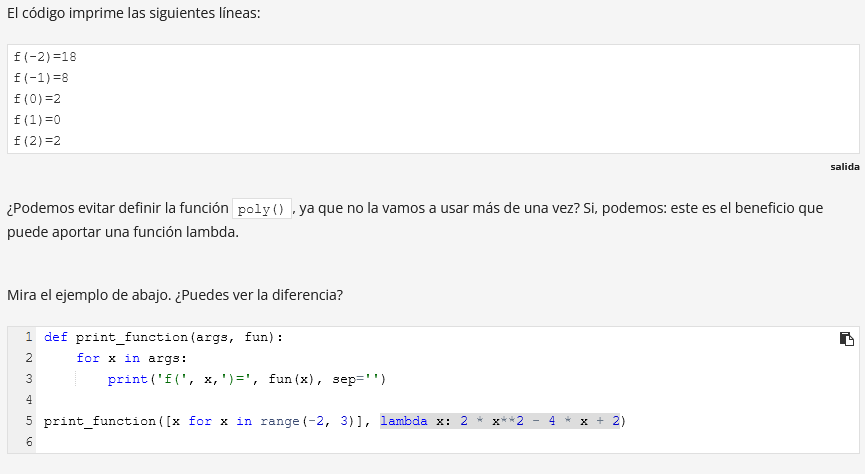 El código imprime las siguientes líneas:
f(-2)=18
f(-1)=8
f(0)=2
f(1)=0
f(2)=2
salida
¿Podemos evitar definir la función poly(), ya que no la vamos a usar más de una vez? Si, podemos: este es el beneficio que
puede aportar una función lambda.
Mira el ejemplo de abajo. ¿Puedes ver la diferencia?
1 def print_function(args, fun):
2     for x in args:
3         print('f(', x,')=', fun(x), sep='')
4
5 print_function([x for x in range(-2, 3)], lambda x: 2 * x**2 - 4 * x + 2)
6